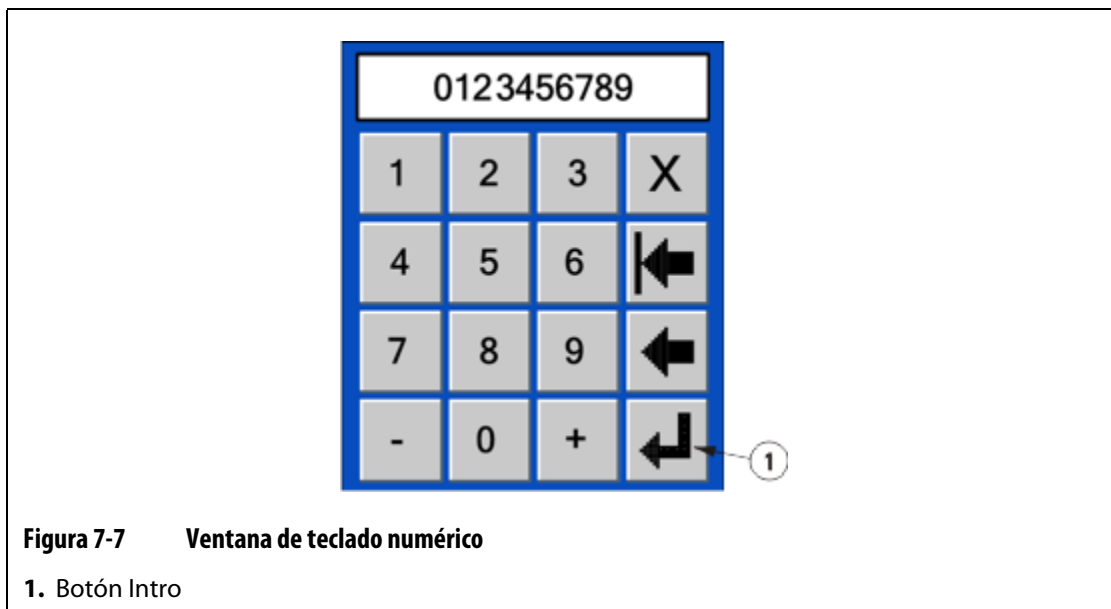 0123456789
1 2 3 X
4 5 6
7 8 9
- 0 +
1
Figura 7-7 Ventana de teclado numérico
1. Botón Intro